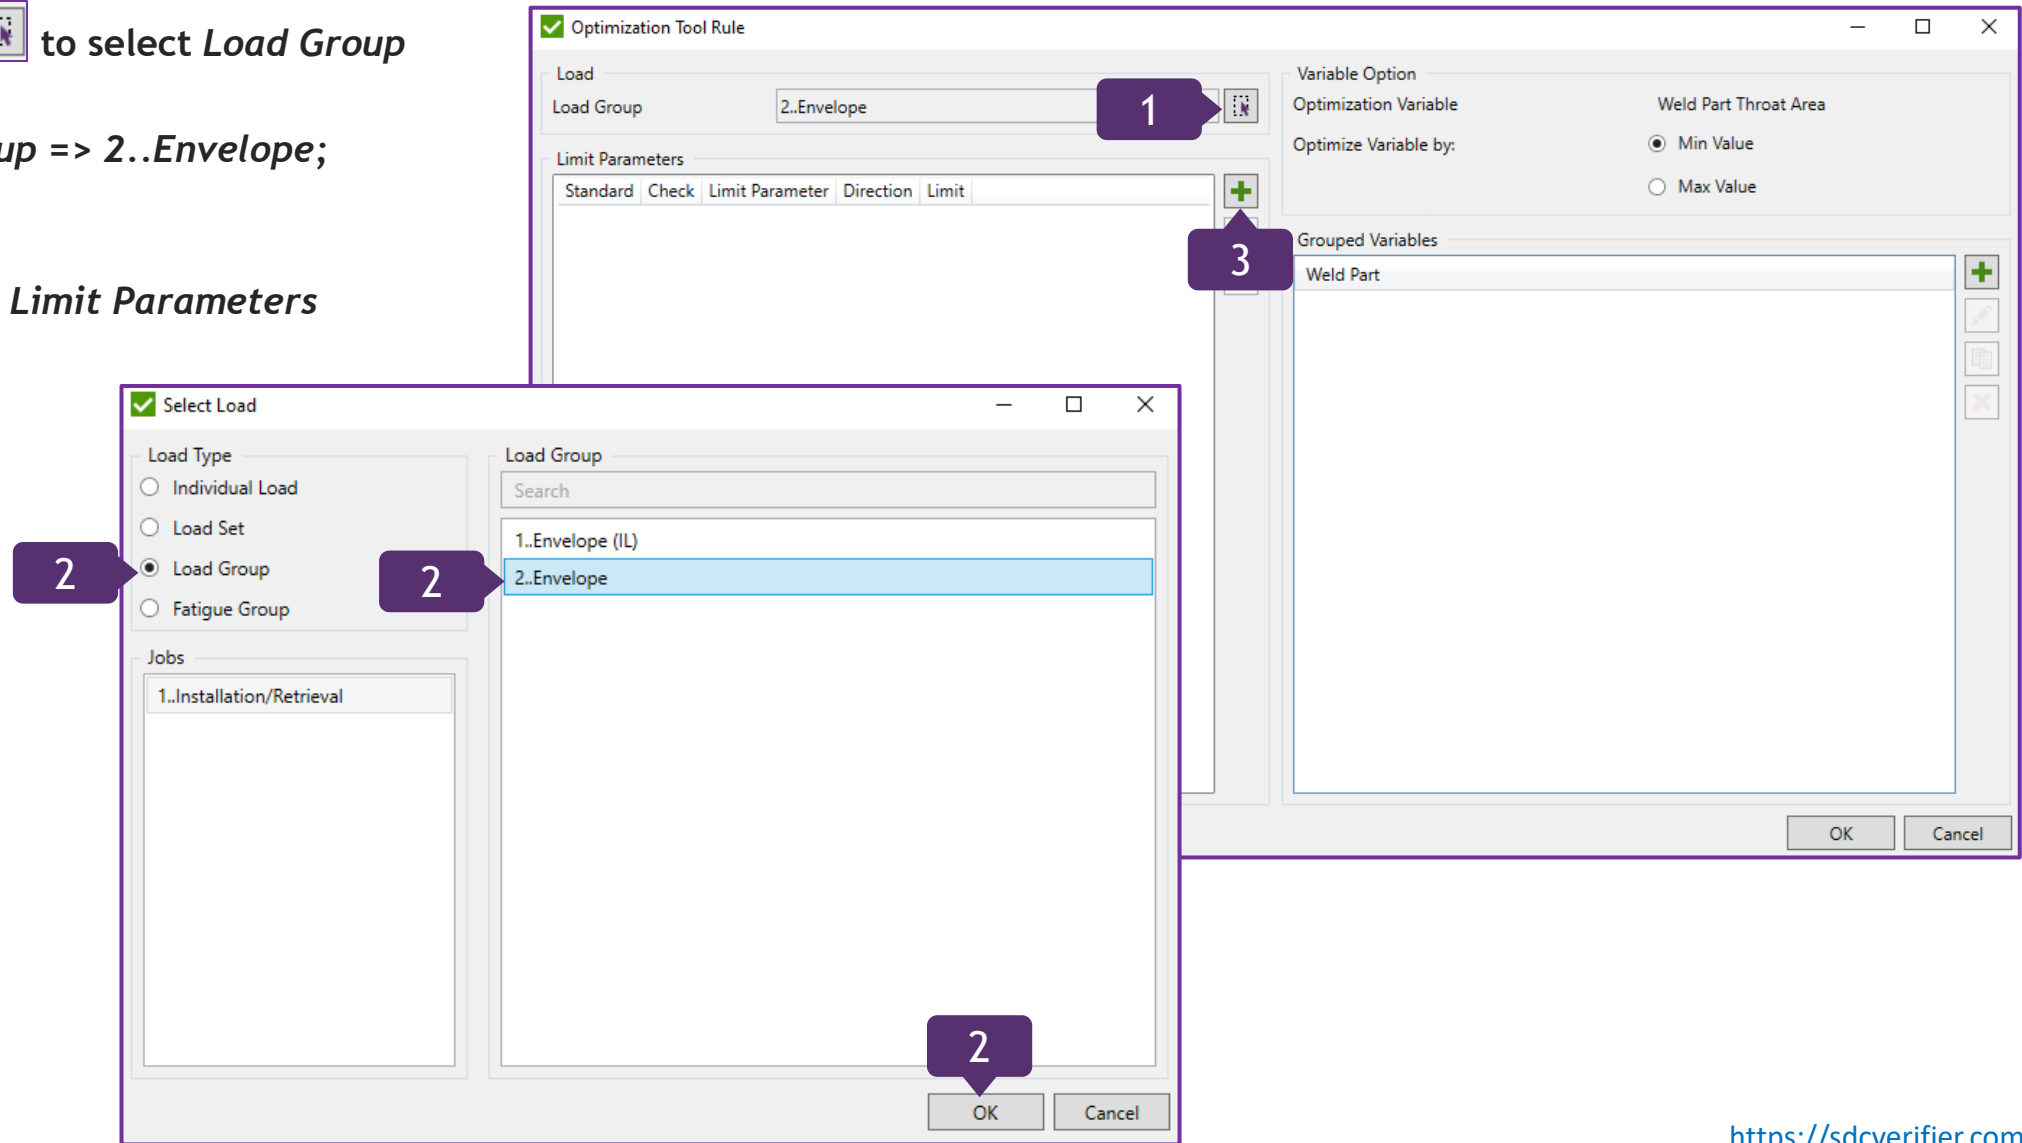 to select Load Group
up => 2..Envelope;
Limit Parameters
Optimization Tool Rule
Load
Load Group
2..Envelope
1
Limit Parameters
Standard Check Limit Parameter Direction Limit
3
Variable Option
Optimization Variable
Weld Part Throat Area
Optimize Variable by:
Min Value
Max Value
Grouped Variables
Weld Part
OK
Cancel
Select Load
Load Type
Individual Load
Load Set
2
Load Group
Fatigue Group
Jobs
1..Installation/Retrieval
Load Group
Search
1..Envelope (IL)
2
2..Envelope
2
OK
Cancel
https://sdcverifier.com